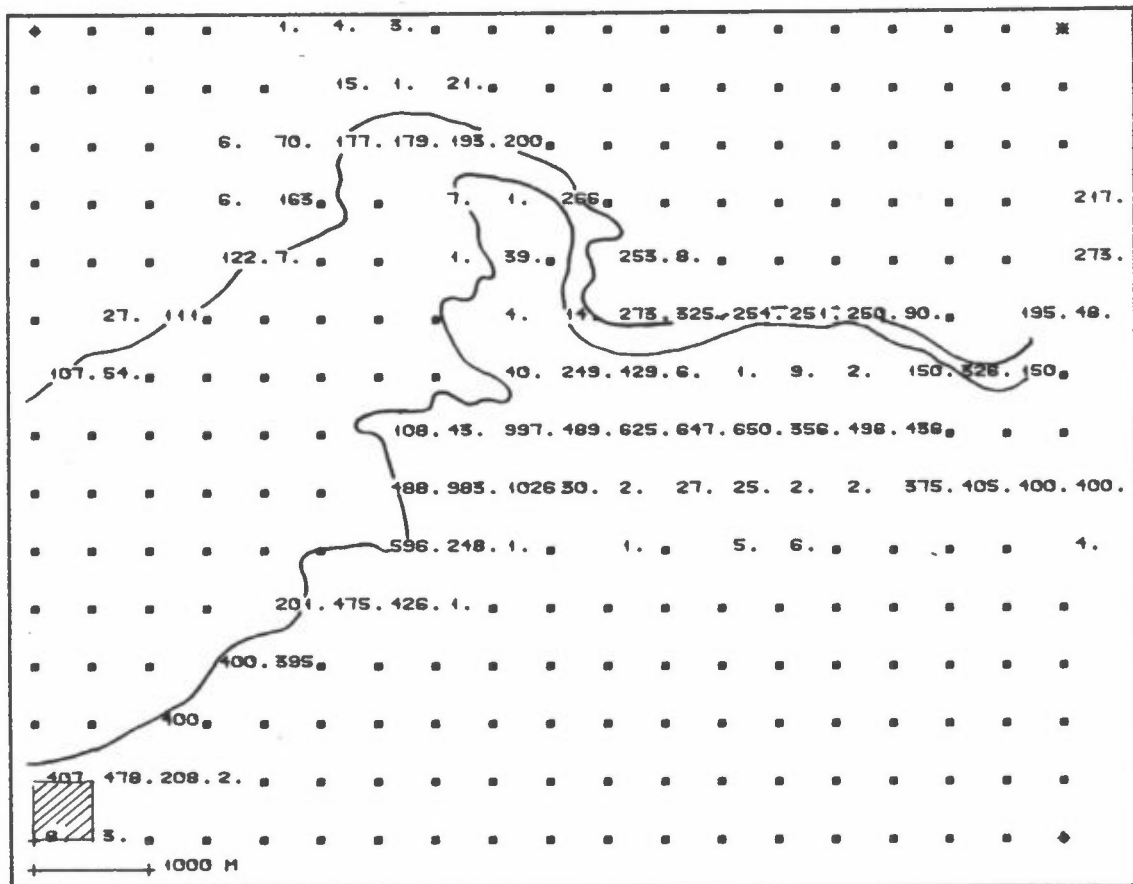 1. 4. 3.
15. 1. 21.
6. 70. 177. 179. 193. 200
6. 163 7. 1. 266 217.
122. 7. 1. 39. 253. 8. 273.
27. 111 4. 14. 273. 325. 254. 251. 250. 90. 195. 48.
107. 54. 10. 249. 429. 6. 1. 9. 2. 150. 326. 150
108. 43. 997. 489. 625. 647. 650. 356. 498. 438
488. 983. 1026 30. 2. 27. 25. 2. 2. 375. 405. 400. 400.
596. 248. 1. 1. 5. 6. 4.
201. 475. 426. 1.
400. 395
400
407. 478. 208. 2.
8. 3.
1000 M